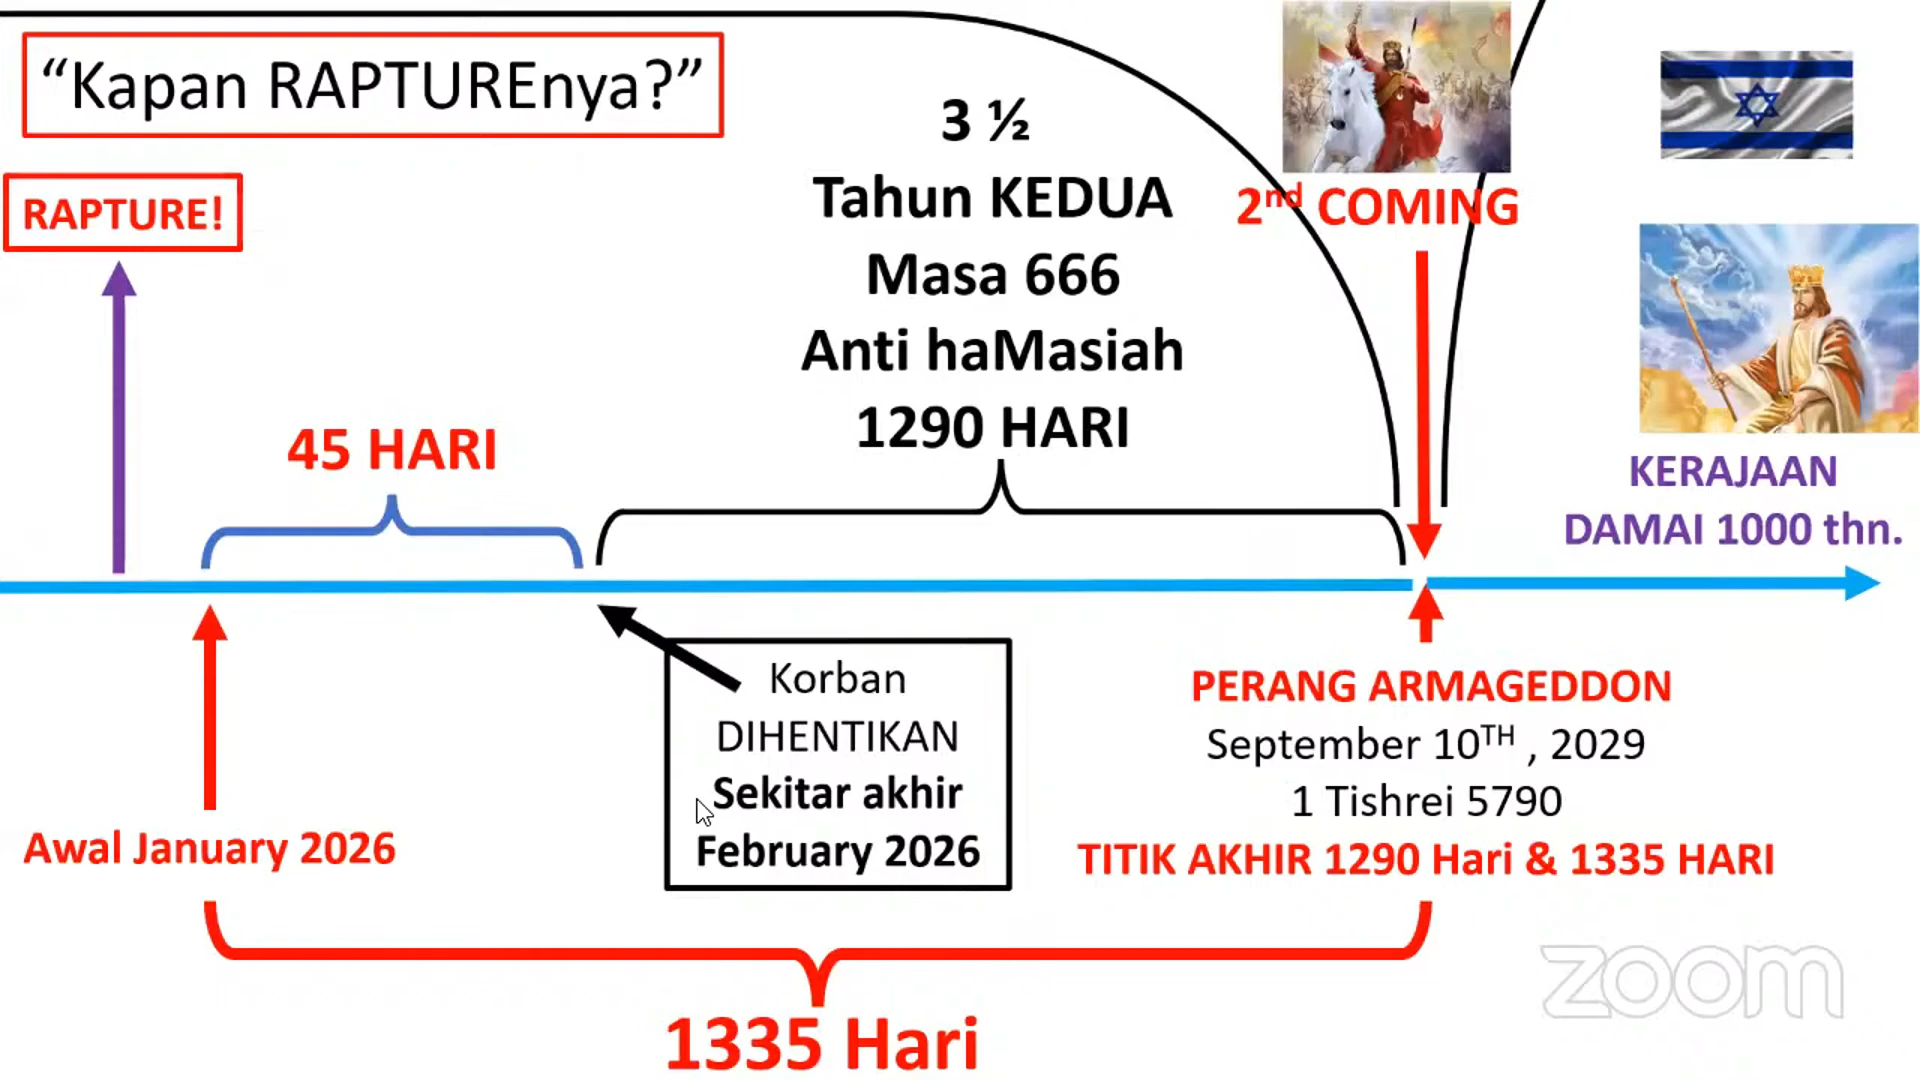 “Kapan RAPTUREnya?”
RAPTURE!
45 HARI
3 ½
Tahun KEDUA
Masa 666
Anti haMasiah
1290 HARI
2nd COMING
KERAJAAN
DAMAI 1000 thn.
Awal January 2026
Korban
DIHENTIKAN
Sekitar akhir
February 2026
PERANG ARMAGEDDON
September 10TH , 2029
1 Tishrei 5790
TITIK AKHIR 1290 Hari & 1335 HARI
1335 Hari
zoom